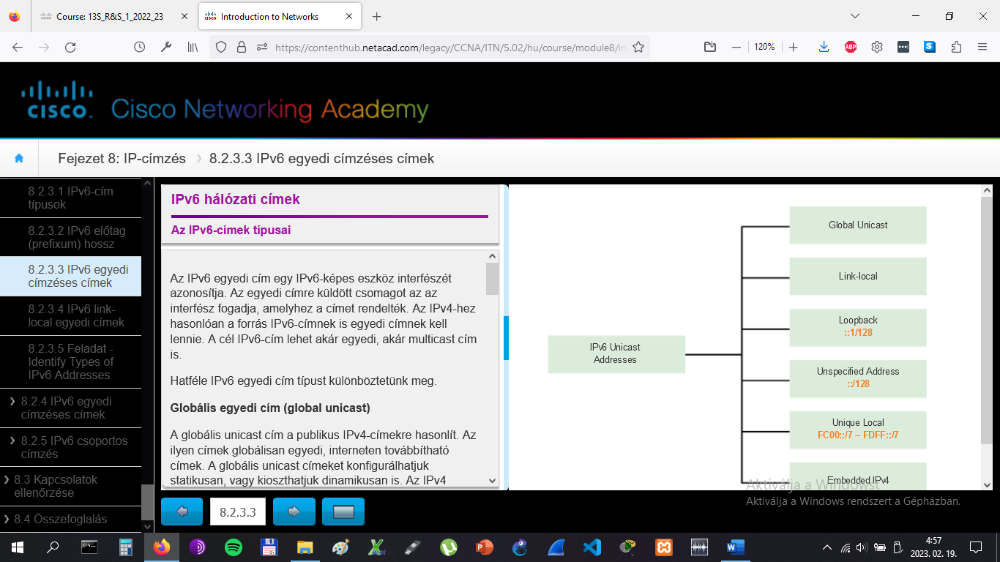 Course: 13S_R&S_1_2022_23
Introduction to Networks
https://contenthub.netacad.com/legacy/CCNA/ITN/5.02/hu/course/module8/in
120%
CISCO
Cisco Networking Academy
Fejezet 8: IP-címzés
8.2.3.3 IPv6 egyedi címzéses címek
8.2.3.1 IPv6-cím
típusok
8.2.3.2 IPv6 előtag
(prefixum) hossz
8.2.3.3 IPv6 egyedi
címzéses címek
8.2.3.4 IPv6 link-
local egyedi címek
8.2.3.5 Feladat -
Identify Types of
IPv6 Addresses
8.2.4 IPv6 egyedi
címzéses címek
8.2.5 IPv6 csoportos
címzés
8.3 Kapcsolatok
ellenőrzése
8.4 Összefoglalás
IPv6 hálózati címek
Az IPv6-címek típusai
Az IPv6 egyedi cím egy IPv6-képes eszköz interfészét
azonosítja. Az egyedi címre küldött csomagot az az
interfész fogadja, amelyhez a címet rendelték. Az IPv4-hez
hasonlóan a forrás IPv6-címnek is egyedi címnek kell
lennie. A cél IPv6-cím lehet akár egyedi, akár multicast cím
is.
Hatféle IPv6 egyedi cím típust különböztetünk meg.
Globális egyedi cím (global unicast)
A globális unicast cím a publikus IPv4-címekre hasonlít. Az
ilyen címek globálisan egyedi, interneten továbbítható
címek. A globális unicast címeket konfigurálhatjuk
statikusan, vagy kioszthatjuk dinamikusan is. Az IPv4
IPv6 Unicast
Addresses
Global Unicast
Link-local
Loopback
::1/128
Unspecified Address
::/128
Unique Local
FC00::/7 – FDFF::/7
Embedded IPv4
Aktiválja a Windowst
Aktiválja a Windows rendszert a Gépházban.
8.2.3.3
4:57
2023. 02. 19.